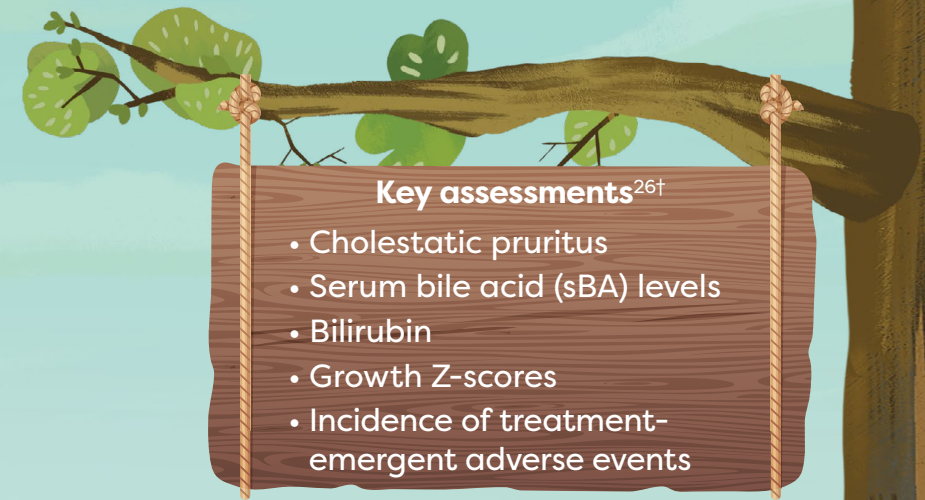 Key assessments26†
• Cholestatic pruritus
• Serum bile acid (sBA) levels
• Bilirubin
• Growth Z-scores
• Incidence of treatment-
emergent adverse events